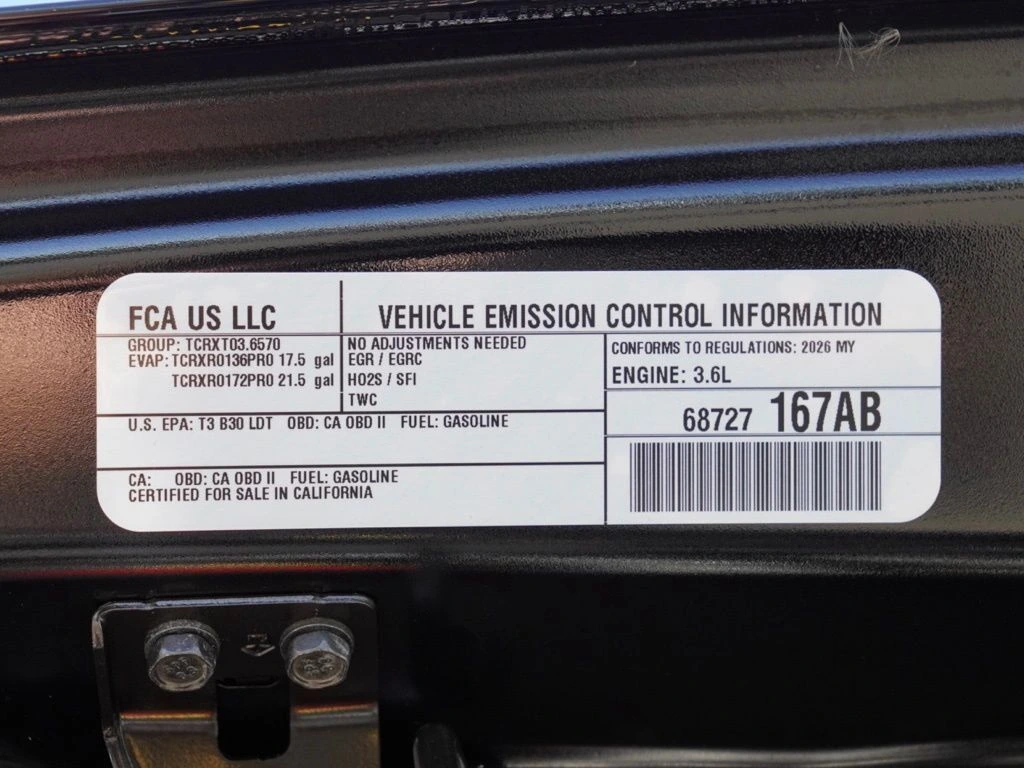 FCA US LLC
VEHICLE EMISSION CONTROL INFORMATION
GROUP: TCRXT03.6570
EVAP: TCRXR0136PR0 17.5 gal
TCRXR0172PR0 21.5 gal
NO ADJUSTMENTS NEEDED
EGR / EGRC
HO2S / SFI
TWC
CONFORMS TO REGULATIONS: 2026 MY
ENGINE: 3.6L
68727 167AB
U.S. EPA: T3 B30 LDT OBD: CA OBD II FUEL: GASOLINE
CA: OBD: CA OBD II FUEL: GASOLINE
CERTIFIED FOR SALE IN CALIFORNIA